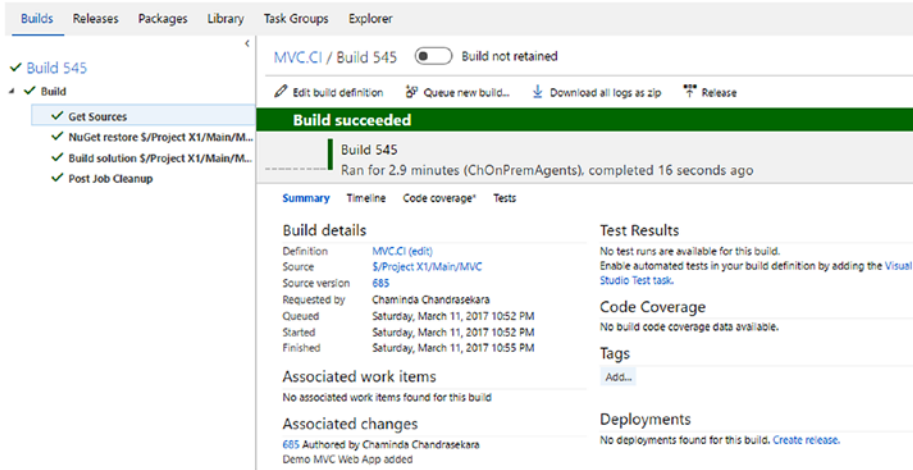 Builds Releases Packages Library Task Groups Explorer
Build 545
Build
Get Sources
NuGet restore $/Project X1/Main/M...
Build solution $/Project X1/Main/M...
Post Job Cleanup
MVC.CI / Build 545 Build not retained
Edit build definition Queue new build... Download all logs as zip Release
Build succeeded
Build 545
Ran for 2.9 minutes (ChOnPremAgents), completed 16 seconds ago
Summary Timeline Code coverage* Tests
Build details
Definition MVC.CI (edit)
Source $/Project X1/Main/MVC
Source version 685
Requested by Chaminda Chandrasekara
Queued Saturday, March 11, 2017 10:52 PM
Started Saturday, March 11, 2017 10:52 PM
Finished Saturday, March 11, 2017 10:55 PM
Associated work items
No associated work items found for this build
Associated changes
685 Authored by Chaminda Chandrasekara
Demo MVC Web App added
Test Results
No test runs are available for this build.
Enable automated tests in your build definition by adding the Visual
Studio Test task.
Code Coverage
No build code coverage data available.
Tags
Add...
Deployments
No deployments found for this build. Create release.